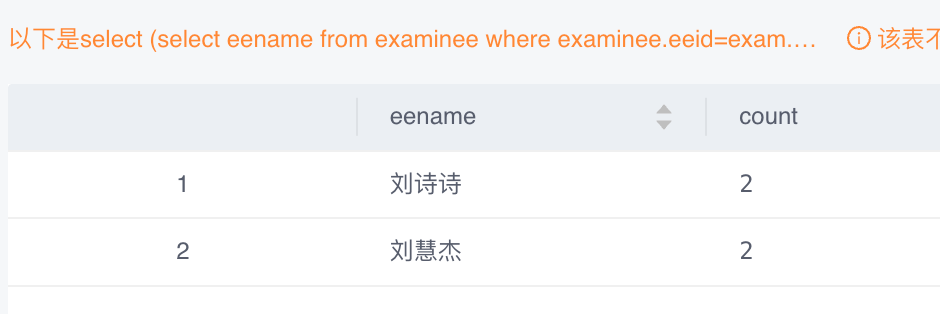 以下是select (select eename from examinee where examinee.eeid=exam.… 该表不
eename count
1 刘诗诗 2
2 刘慧杰 2